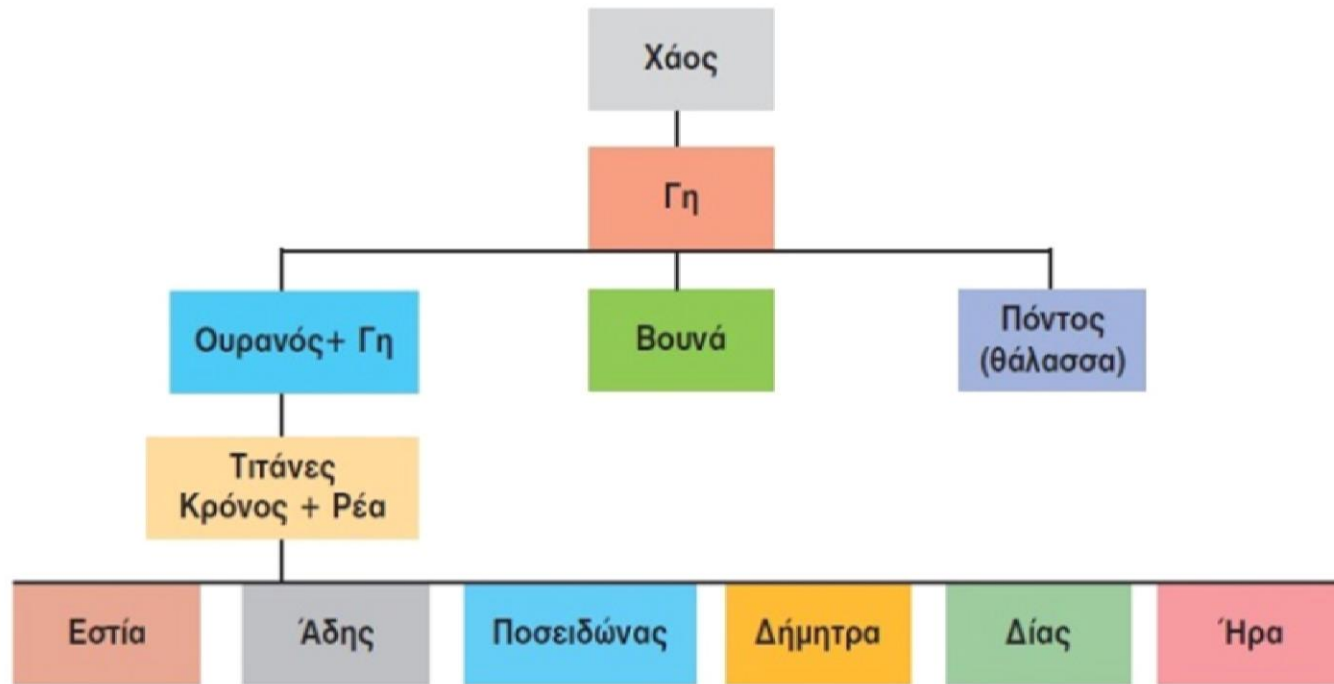 Χάος
Γη
Ουρανός+ Γη
Βουνά
Πόντος
(θάλασσα)
Τιτάνες
Κρόνος + Ρέα
Εστία
Άδης
Ποσειδώνας
Δήμητρα
Δίας
Ήρα